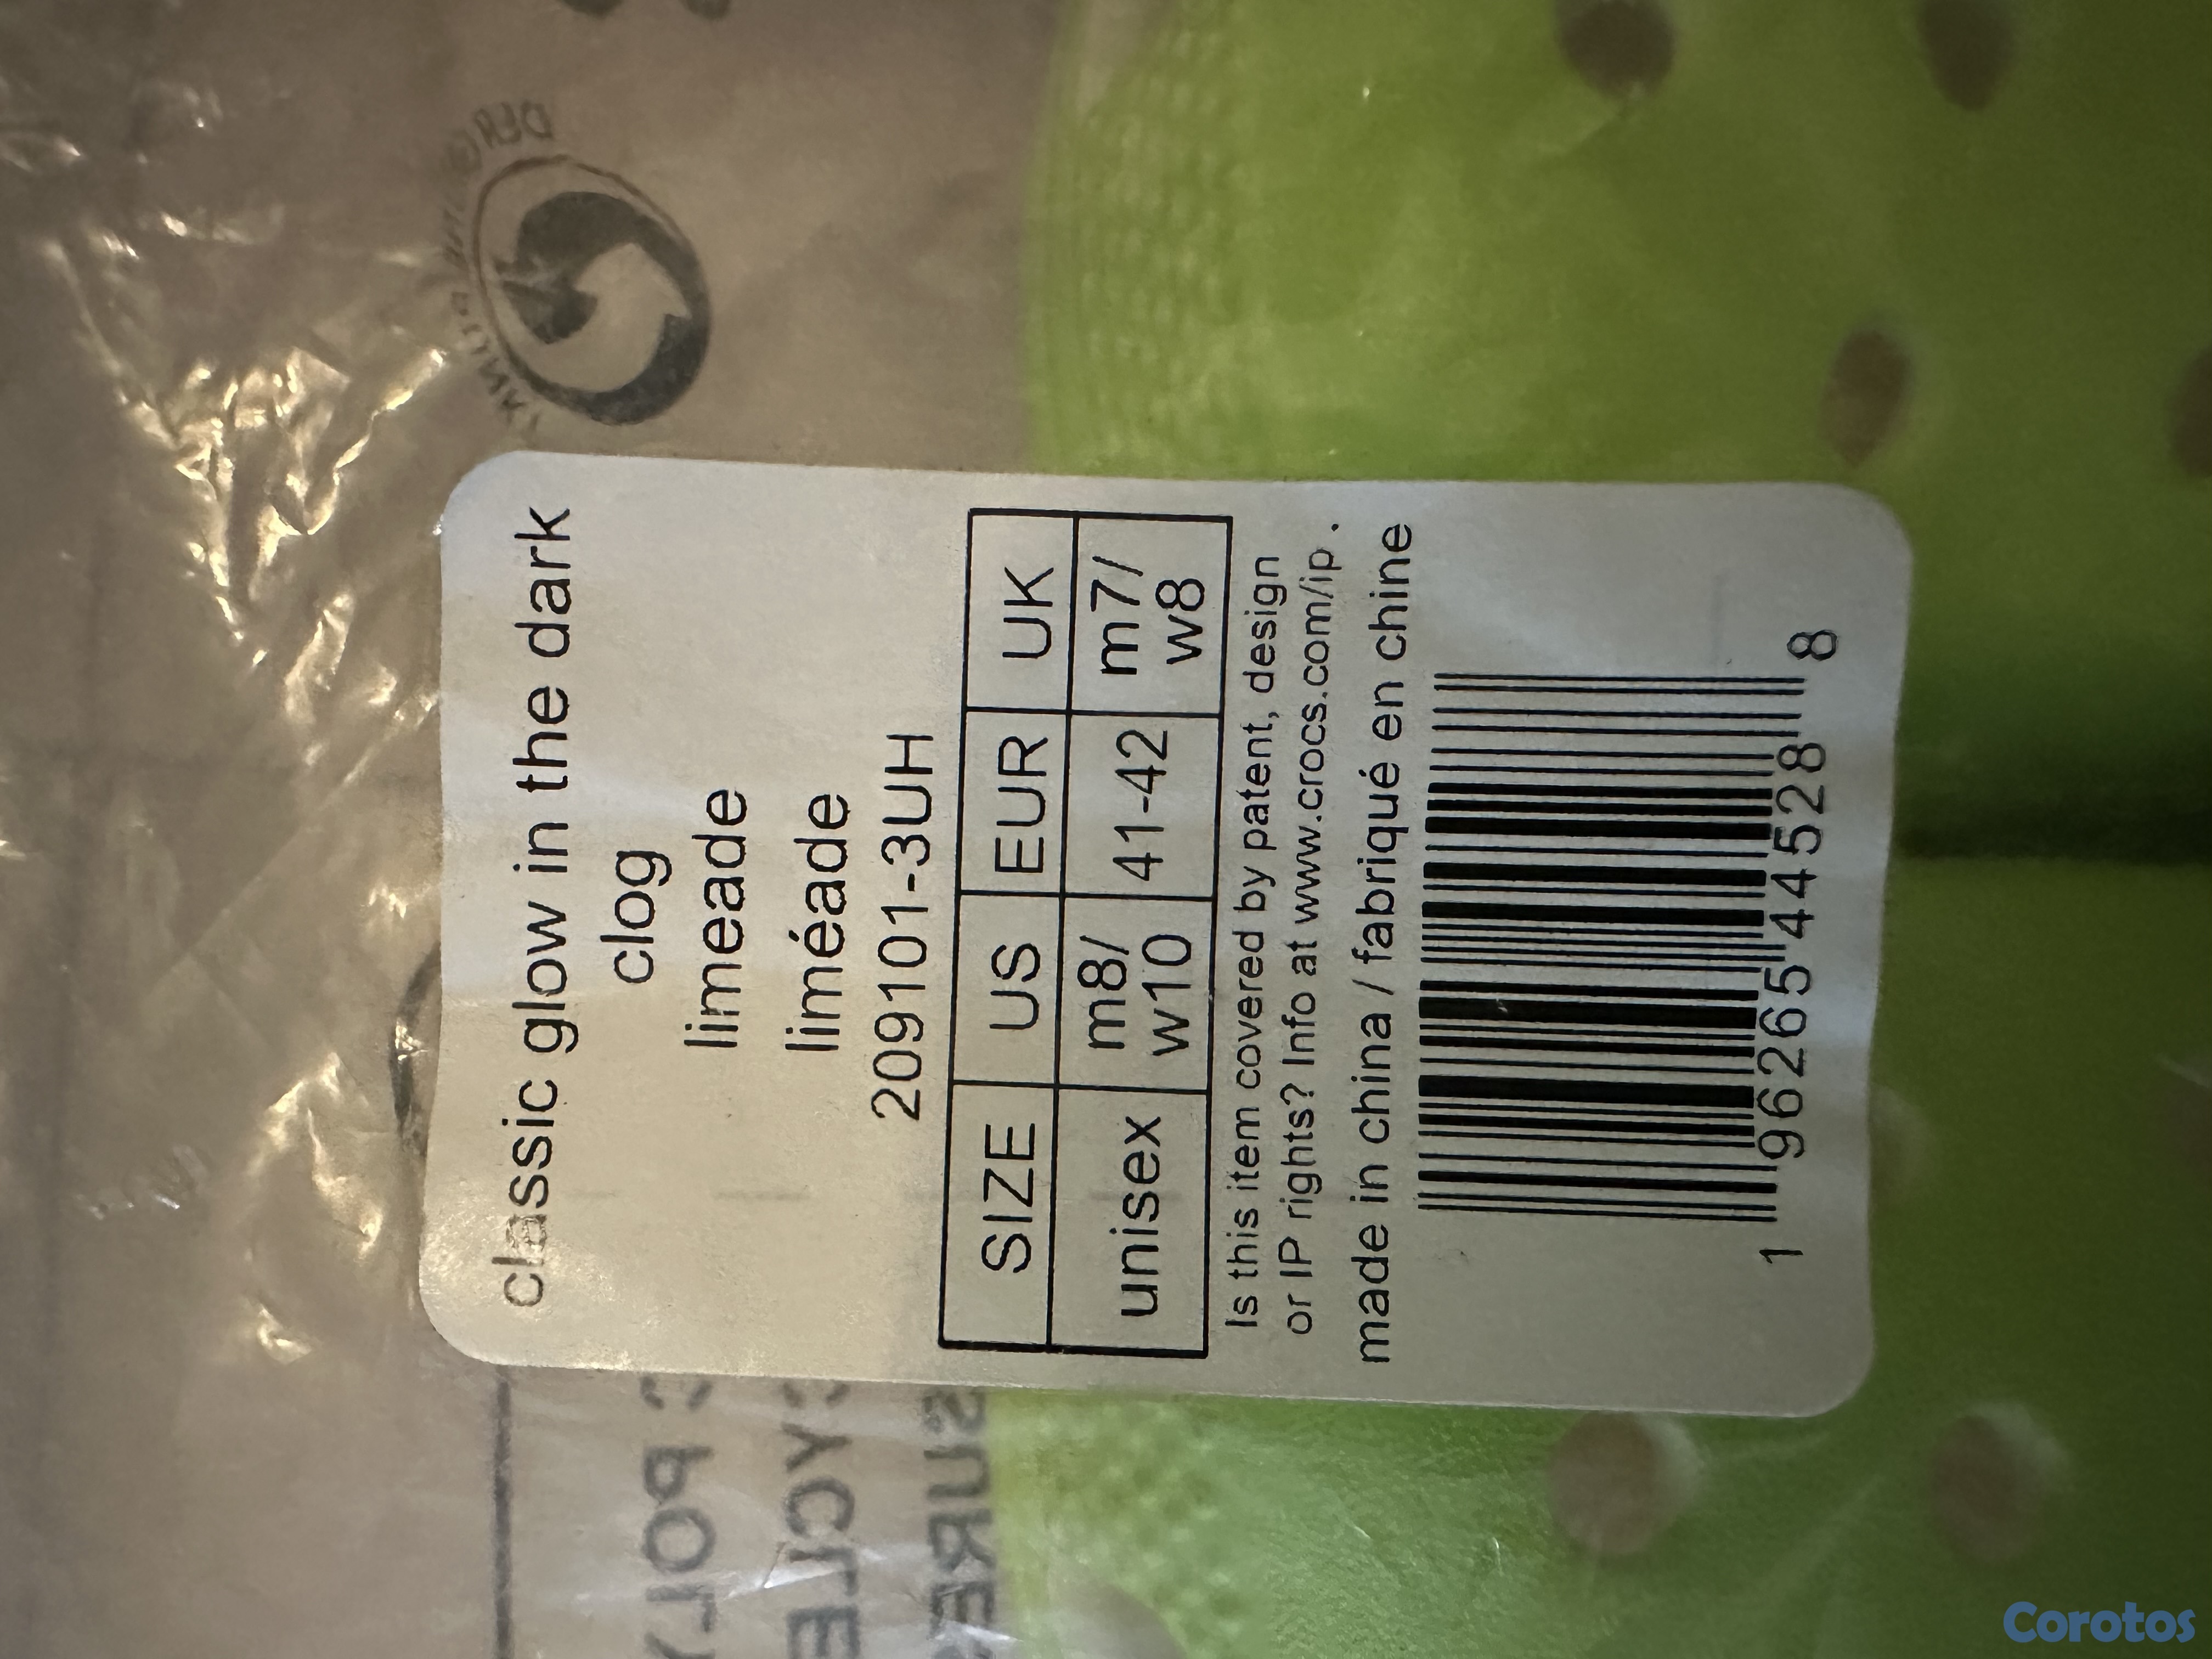 classic glow in the dark
clog
limeade
liméade
209101-3UH
SIZE US EUR UK
unisex m8/ w10 41-42 m7/ w8
Is this item covered by patent, design
or IP rights? Info at www.crocs.com/ip.
made in china / fabriqué en chine
1 96265 44528 8
Corotos